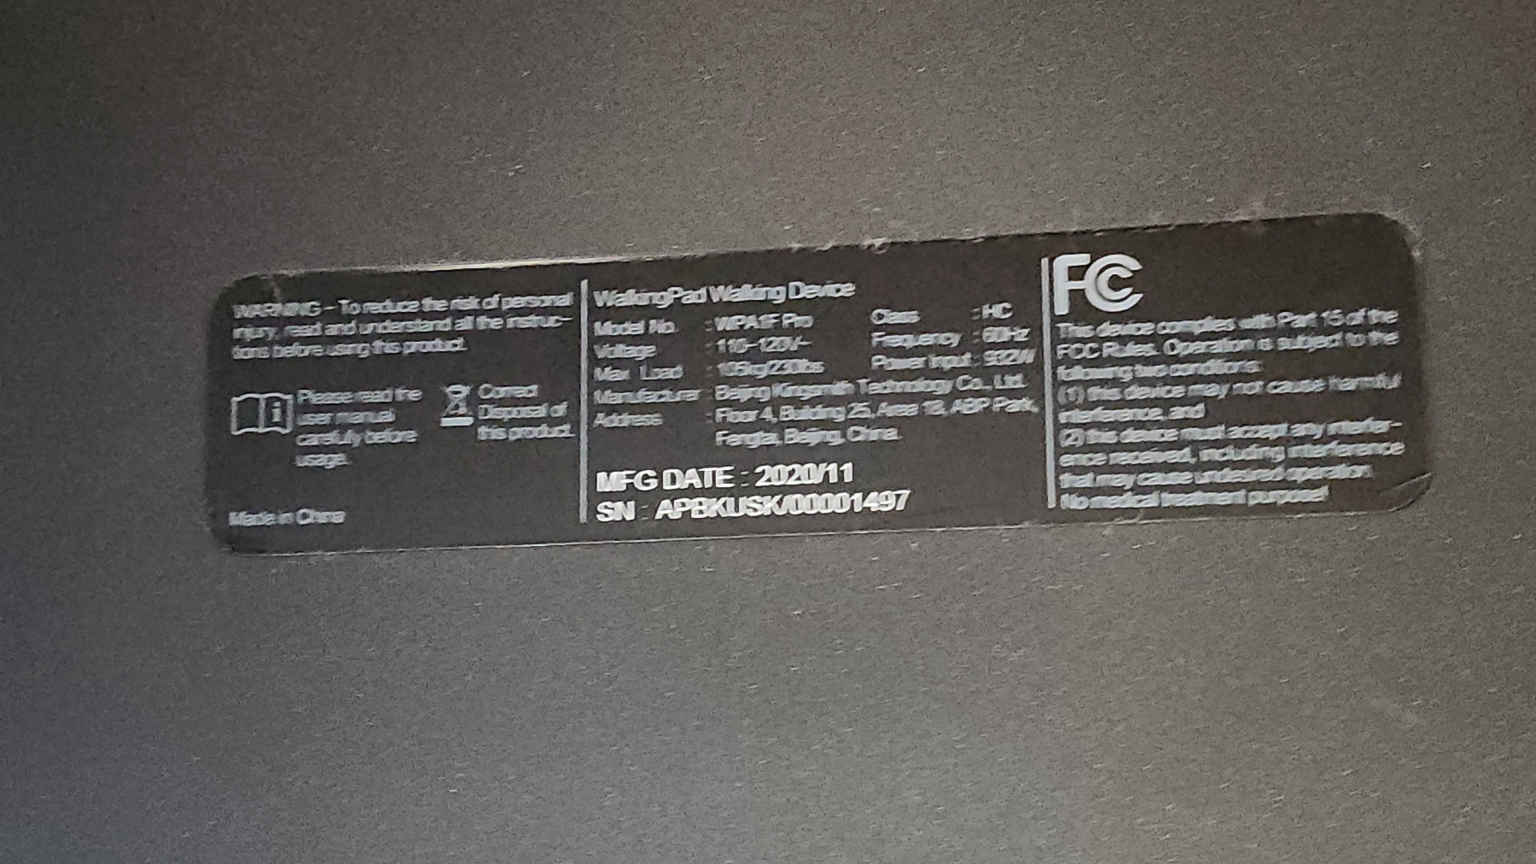 WARNING - To reduce the risk of personal
injury, read and understand all the instruc-
tions before using this product.
Please read the
user manual
carefully before
usage.
Correct
Disposal of
this product.
Made in China
WalkingPad Walking Device
Model No. : WPA1F Pro
Voltage : 110-120V~
Max. Load : 105kg/230lbs
Class : HC
Frequency : 60Hz
Power Input : 932W
Manufacturer : Beijing Kingsmith Technology Co., Ltd.
Address : Floor 4, Building 25, Area 12, ABP Park,
Fengtai, Beijing, China.
MFG DATE : 2020/11
SN : APBKUSK/00001497
FC
This device complies with Part 15 of the
FCC Rules. Operation is subject to the
following two conditions:
(1) this device may not cause harmful
interference, and
(2) this device must accept any interfer-
ence received, including interference
that may cause undesired operation.
No medical treatment purpose!